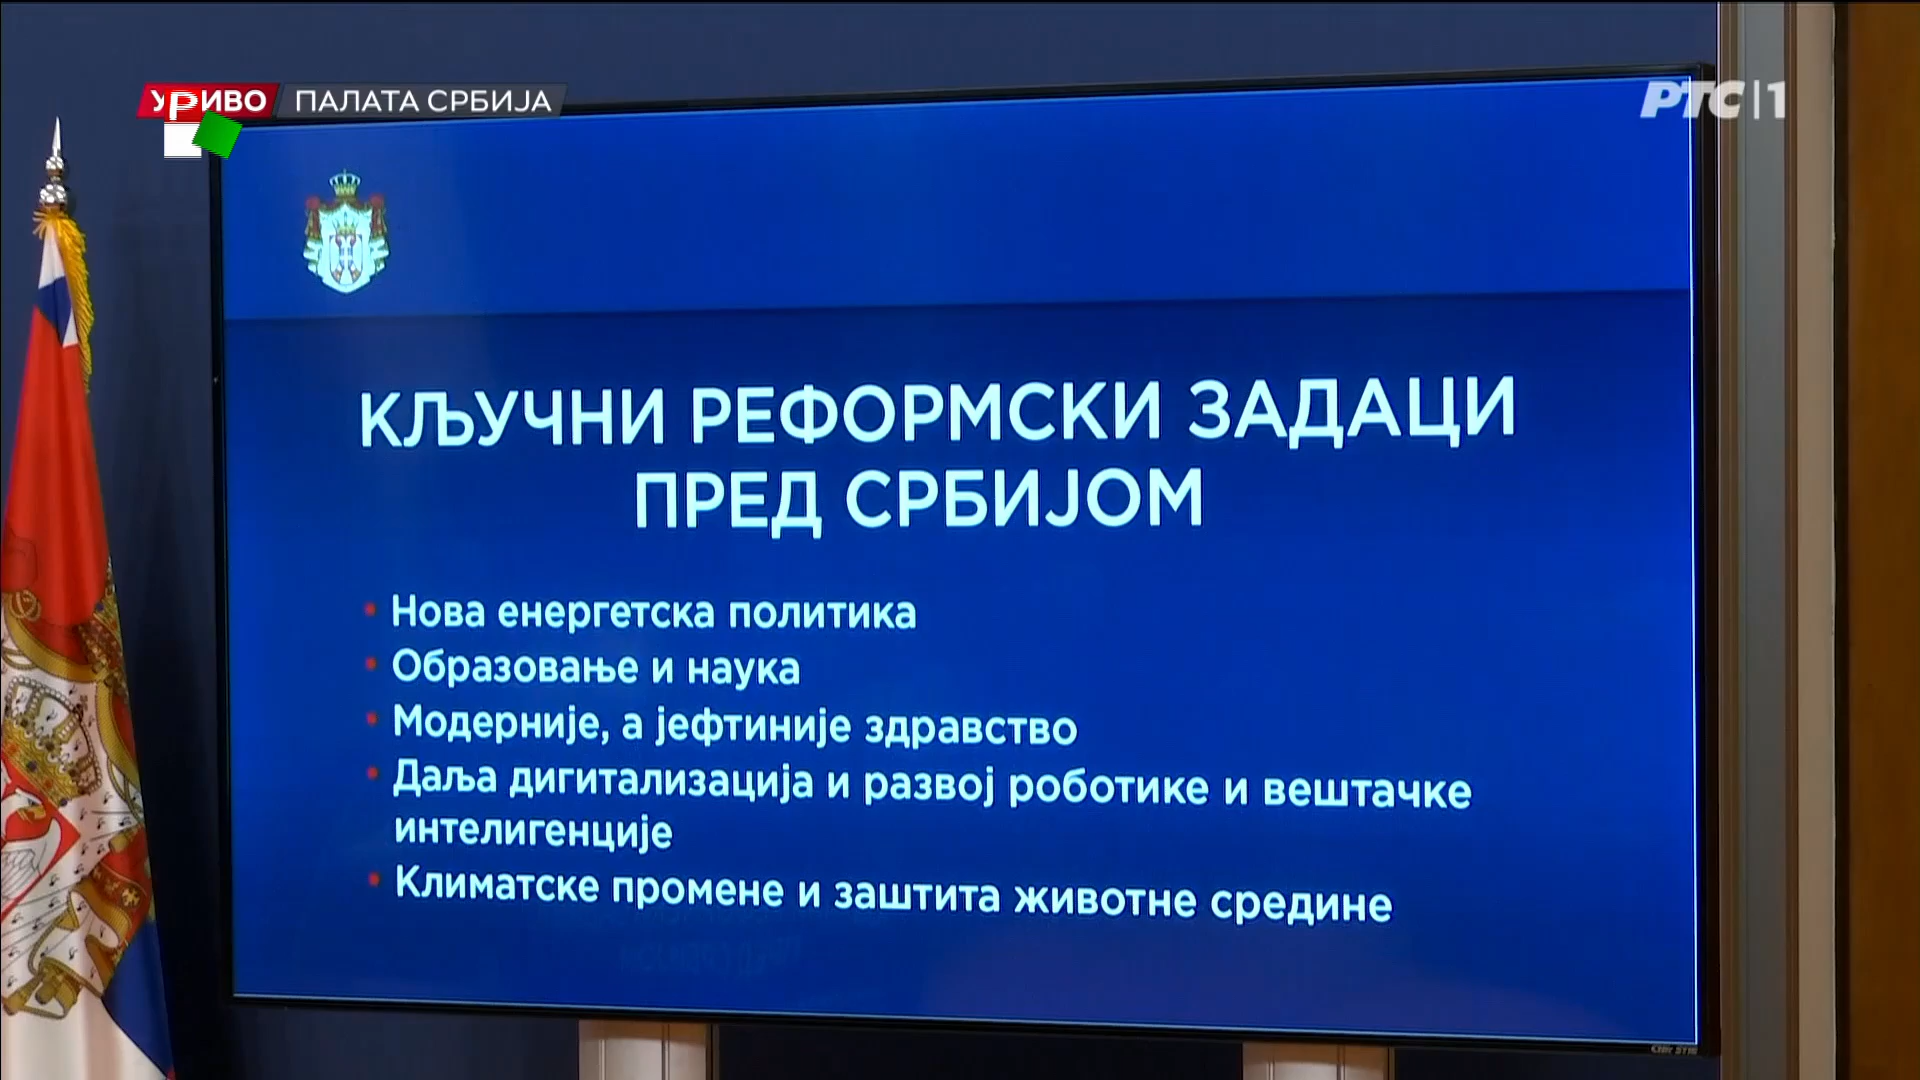 УЖИВО ПАЛАТА СРБИЈА
РТС|1
КЉУЧНИ РЕФОРМСКИ ЗАДАЦИ
ПРЕД СРБИЈОМ
• Нова енергетска политика
• Образовање и наука
• Модерније, а јефтиније здравство
• Даља дигитализација и развој роботике и вештачке
интелигенције
• Климатске промене и заштита животне средине